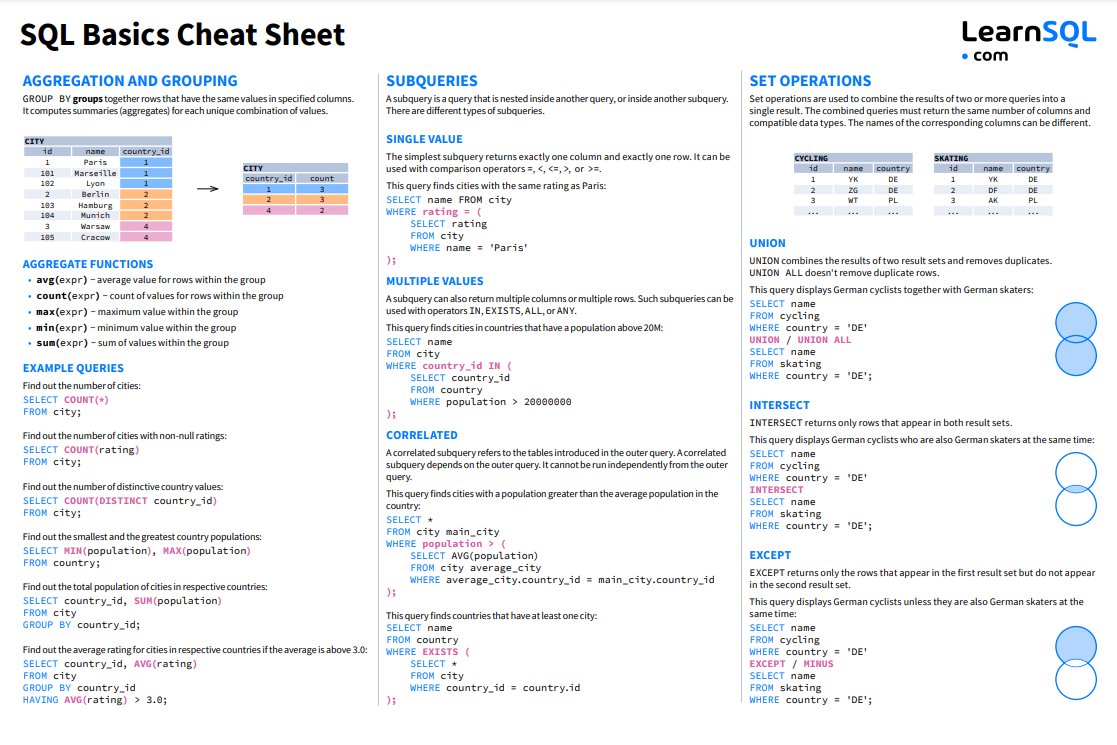 SQL Basics Cheat Sheet
LearnSQL
• com
AGGREGATION AND GROUPING
GROUP BY groups together rows that have the same values in specified columns.
It computes summaries (aggregates) for each unique combination of values.
CITY
id name country_id
1 Paris 1
101 Marseille 1
102 Lyon 1
2 Berlin 2
103 Hamburg 2
104 Munich 2
3 Warsaw 4
105 Cracow 4
CITY
country_id count
1 3
2 3
4 2
AGGREGATE FUNCTIONS
• avg(expr) – average value for rows within the group
• count(expr) – count of values for rows within the group
• max(expr) – maximum value within the group
• min(expr) – minimum value within the group
• sum(expr) – sum of values within the group
EXAMPLE QUERIES
Find out the number of cities:
SELECT COUNT(*)
FROM city;
Find out the number of cities with non-null ratings:
SELECT COUNT(rating)
FROM city;
Find out the number of distinctive country values:
SELECT COUNT(DISTINCT country_id)
FROM city;
Find out the smallest and the greatest country populations:
SELECT MIN(population), MAX(population)
FROM country;
Find out the total population of cities in respective countries:
SELECT country_id, SUM(population)
FROM city
GROUP BY country_id;
Find out the average rating for cities in respective countries if the average is above 3.0:
SELECT country_id, AVG(rating)
FROM city
GROUP BY country_id
HAVING AVG(rating) > 3.0;
SUBQUERIES
A subquery is a query that is nested inside another query, or inside another subquery.
There are different types of subqueries.
SINGLE VALUE
The simplest subquery returns exactly one column and exactly one row. It can be
used with comparison operators =, <, <=, >, or >=.
This query finds cities with the same rating as Paris:
SELECT name FROM city
WHERE rating = (
SELECT rating
FROM city
WHERE name = 'Paris'
);
MULTIPLE VALUES
A subquery can also return multiple columns or multiple rows. Such subqueries can be
used with operators IN, EXISTS, ALL, or ANY.
This query finds cities in countries that have a population above 20M:
SELECT name
FROM city
WHERE country_id IN (
SELECT country_id
FROM country
WHERE population > 20000000
);
CORRELATED
A correlated subquery refers to the tables introduced in the outer query. A correlated
subquery depends on the outer query. It cannot be run independently from the outer
query.
This query finds cities with a population greater than the average population in the
country:
SELECT *
FROM city main_city
WHERE population > (
SELECT AVG(population)
FROM city average_city
WHERE average_city.country_id = main_city.country_id
);
This query finds countries that have at least one city:
SELECT name
FROM country
WHERE EXISTS (
SELECT *
FROM city
WHERE country_id = country.id
);
SET OPERATIONS
Set operations are used to combine the results of two or more queries into a
single result. The combined queries must return the same number of columns and
compatible data types. The names of the corresponding columns can be different.
CYCLING
id name country
1 YK DE
2 ZG DE
3 WT PL
... ... ...
SKATING
id name country
1 YK DE
2 DF DE
3 AK PL
... ... ...
UNION
UNION combines the results of two result sets and removes duplicates.
UNION ALL doesn't remove duplicate rows.
This query displays German cyclists together with German skaters:
SELECT name
FROM cycling
WHERE country = 'DE'
UNION / UNION ALL
SELECT name
FROM skating
WHERE country = 'DE';
INTERSECT
INTERSECT returns only rows that appear in both result sets.
This query displays German cyclists who are also German skaters at the same time:
SELECT name
FROM cycling
WHERE country = 'DE'
INTERSECT
SELECT name
FROM skating
WHERE country = 'DE';
EXCEPT
EXCEPT returns only the rows that appear in the first result set but do not appear
in the second result set.
This query displays German cyclists unless they are also German skaters at the
same time:
SELECT name
FROM cycling
WHERE country = 'DE'
EXCEPT / MINUS
SELECT name
FROM skating
WHERE country = 'DE';